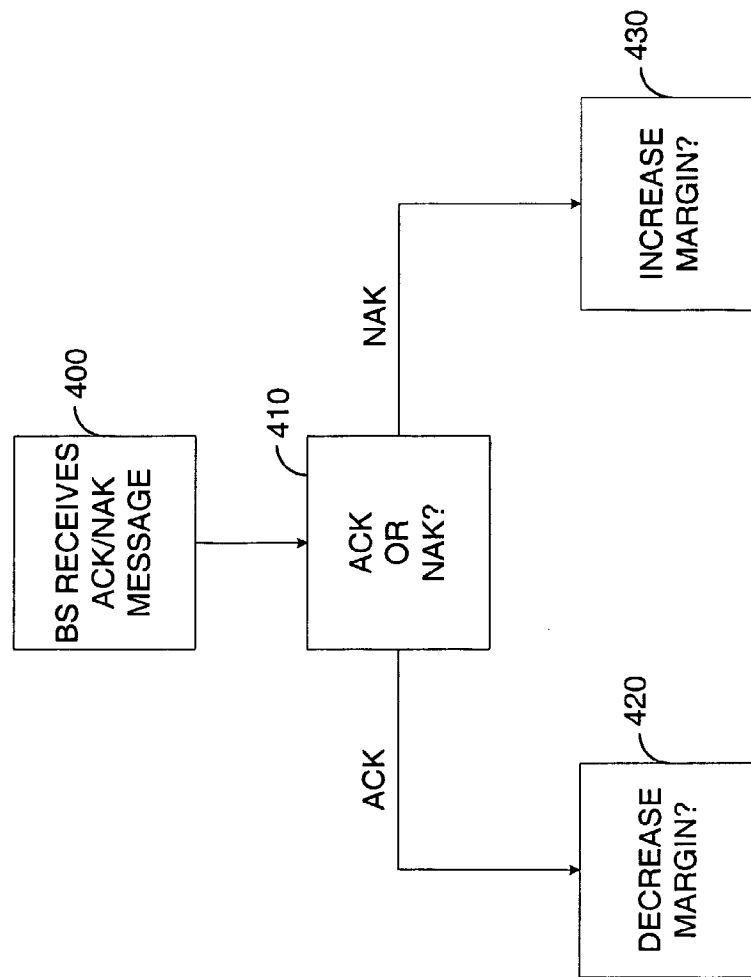 BS RECEIVES
ACK/NAK
MESSAGE
400
ACK
OR
NAK?
410
ACK
NAK
DECREASE
MARGIN?
420
INCREASE
MARGIN?
430